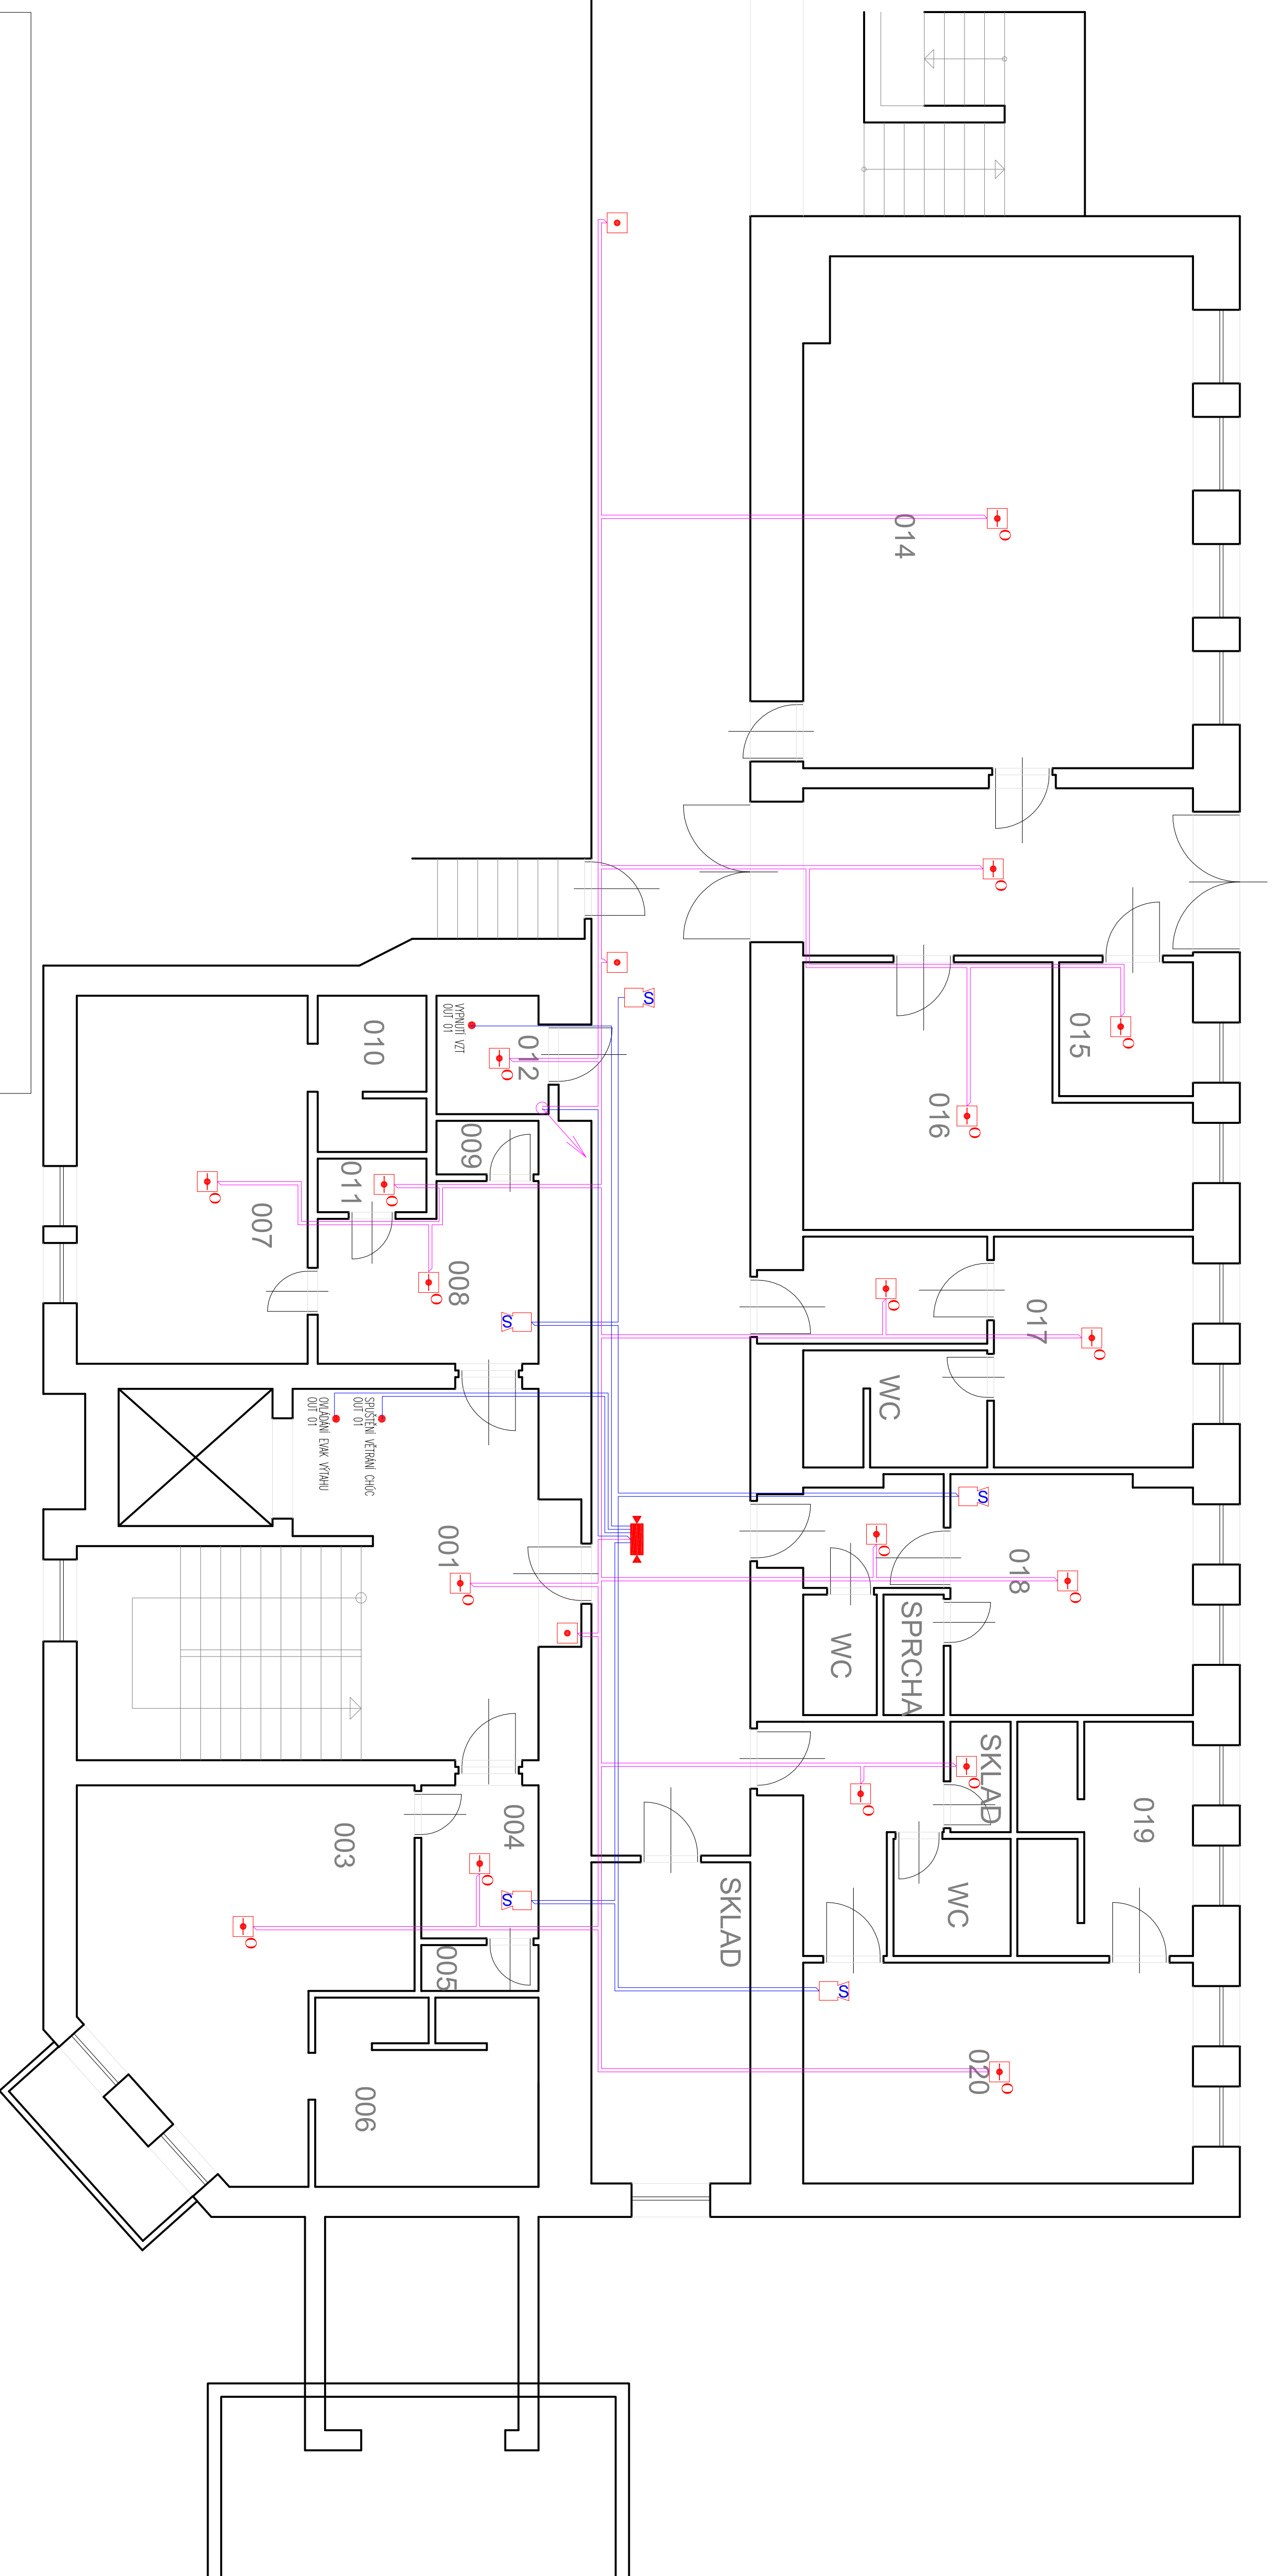 014
O
O
015
O
016
O
017
O
O
WC
018
O
O
S
WC
SPRCHA
SKLAD
O
O
019
WC
020
O
S
SKLAD
S
012
O
VYPNUTÍ VZT
OUT 01
009
010
011
O
008
O
S
007
O
SPUŠTĚNÍ VĚTRÁNÍ CHÚC
OUT 01
OVLÁDÁNÍ EVAK VÝTAHU
OUT 01
001
O
004
O
S
003
O
005
006